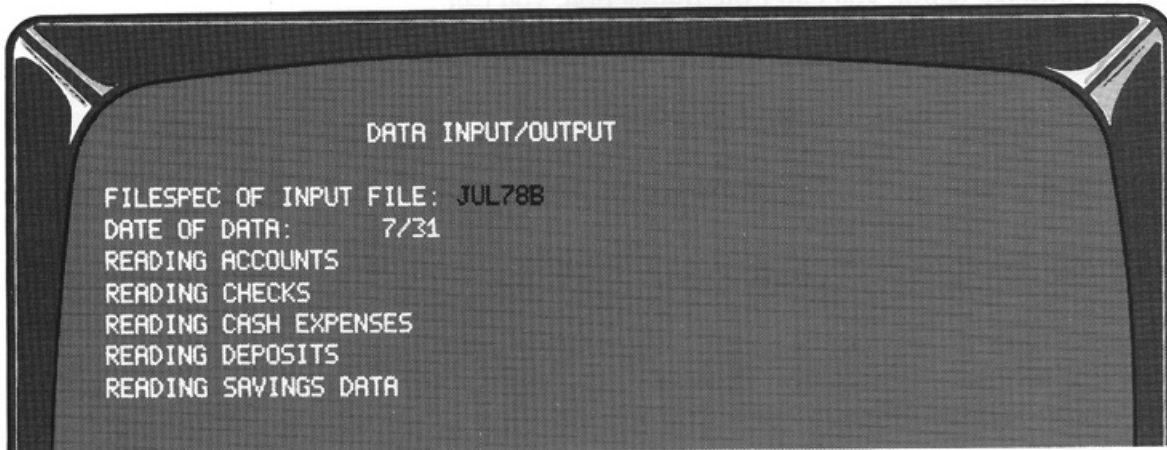 DATA INPUT/OUTPUT
FILESPEC OF INPUT FILE: JUL78B
DATE OF DATA: 7/31
READING ACCOUNTS
READING CHECKS
READING CASH EXPENSES
READING DEPOSITS
READING SAVINGS DATA